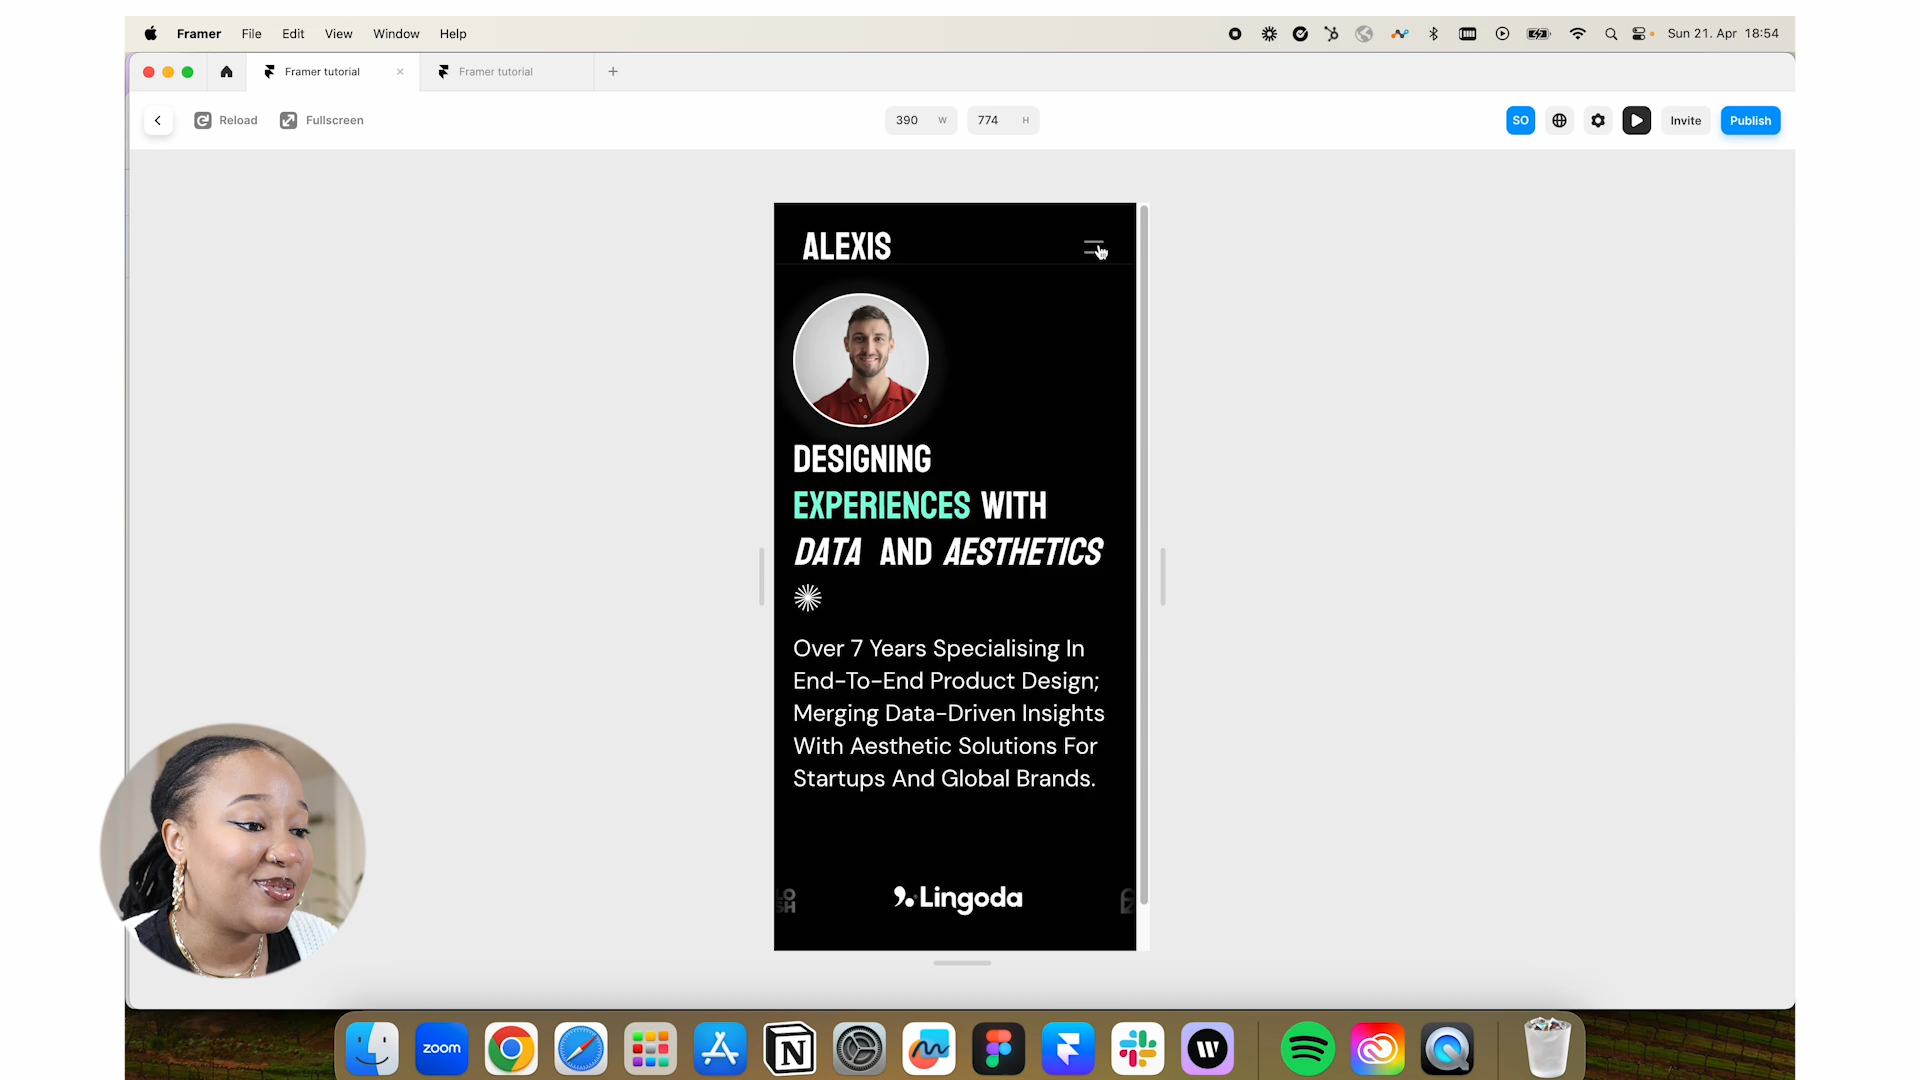 Framer File Edit View Window Help
Sun 21. Apr 18:54
Framer tutorial
Framer tutorial
Reload
Fullscreen
390 W
774 H
SO
Invite
Publish
ALEXIS
DESIGNING
EXPERIENCES WITH
DATA AND AESTHETICS
Over 7 Years Specialising In
End-To-End Product Design;
Merging Data-Driven Insights
With Aesthetic Solutions For
Startups And Global Brands.
Lingoda
zoom